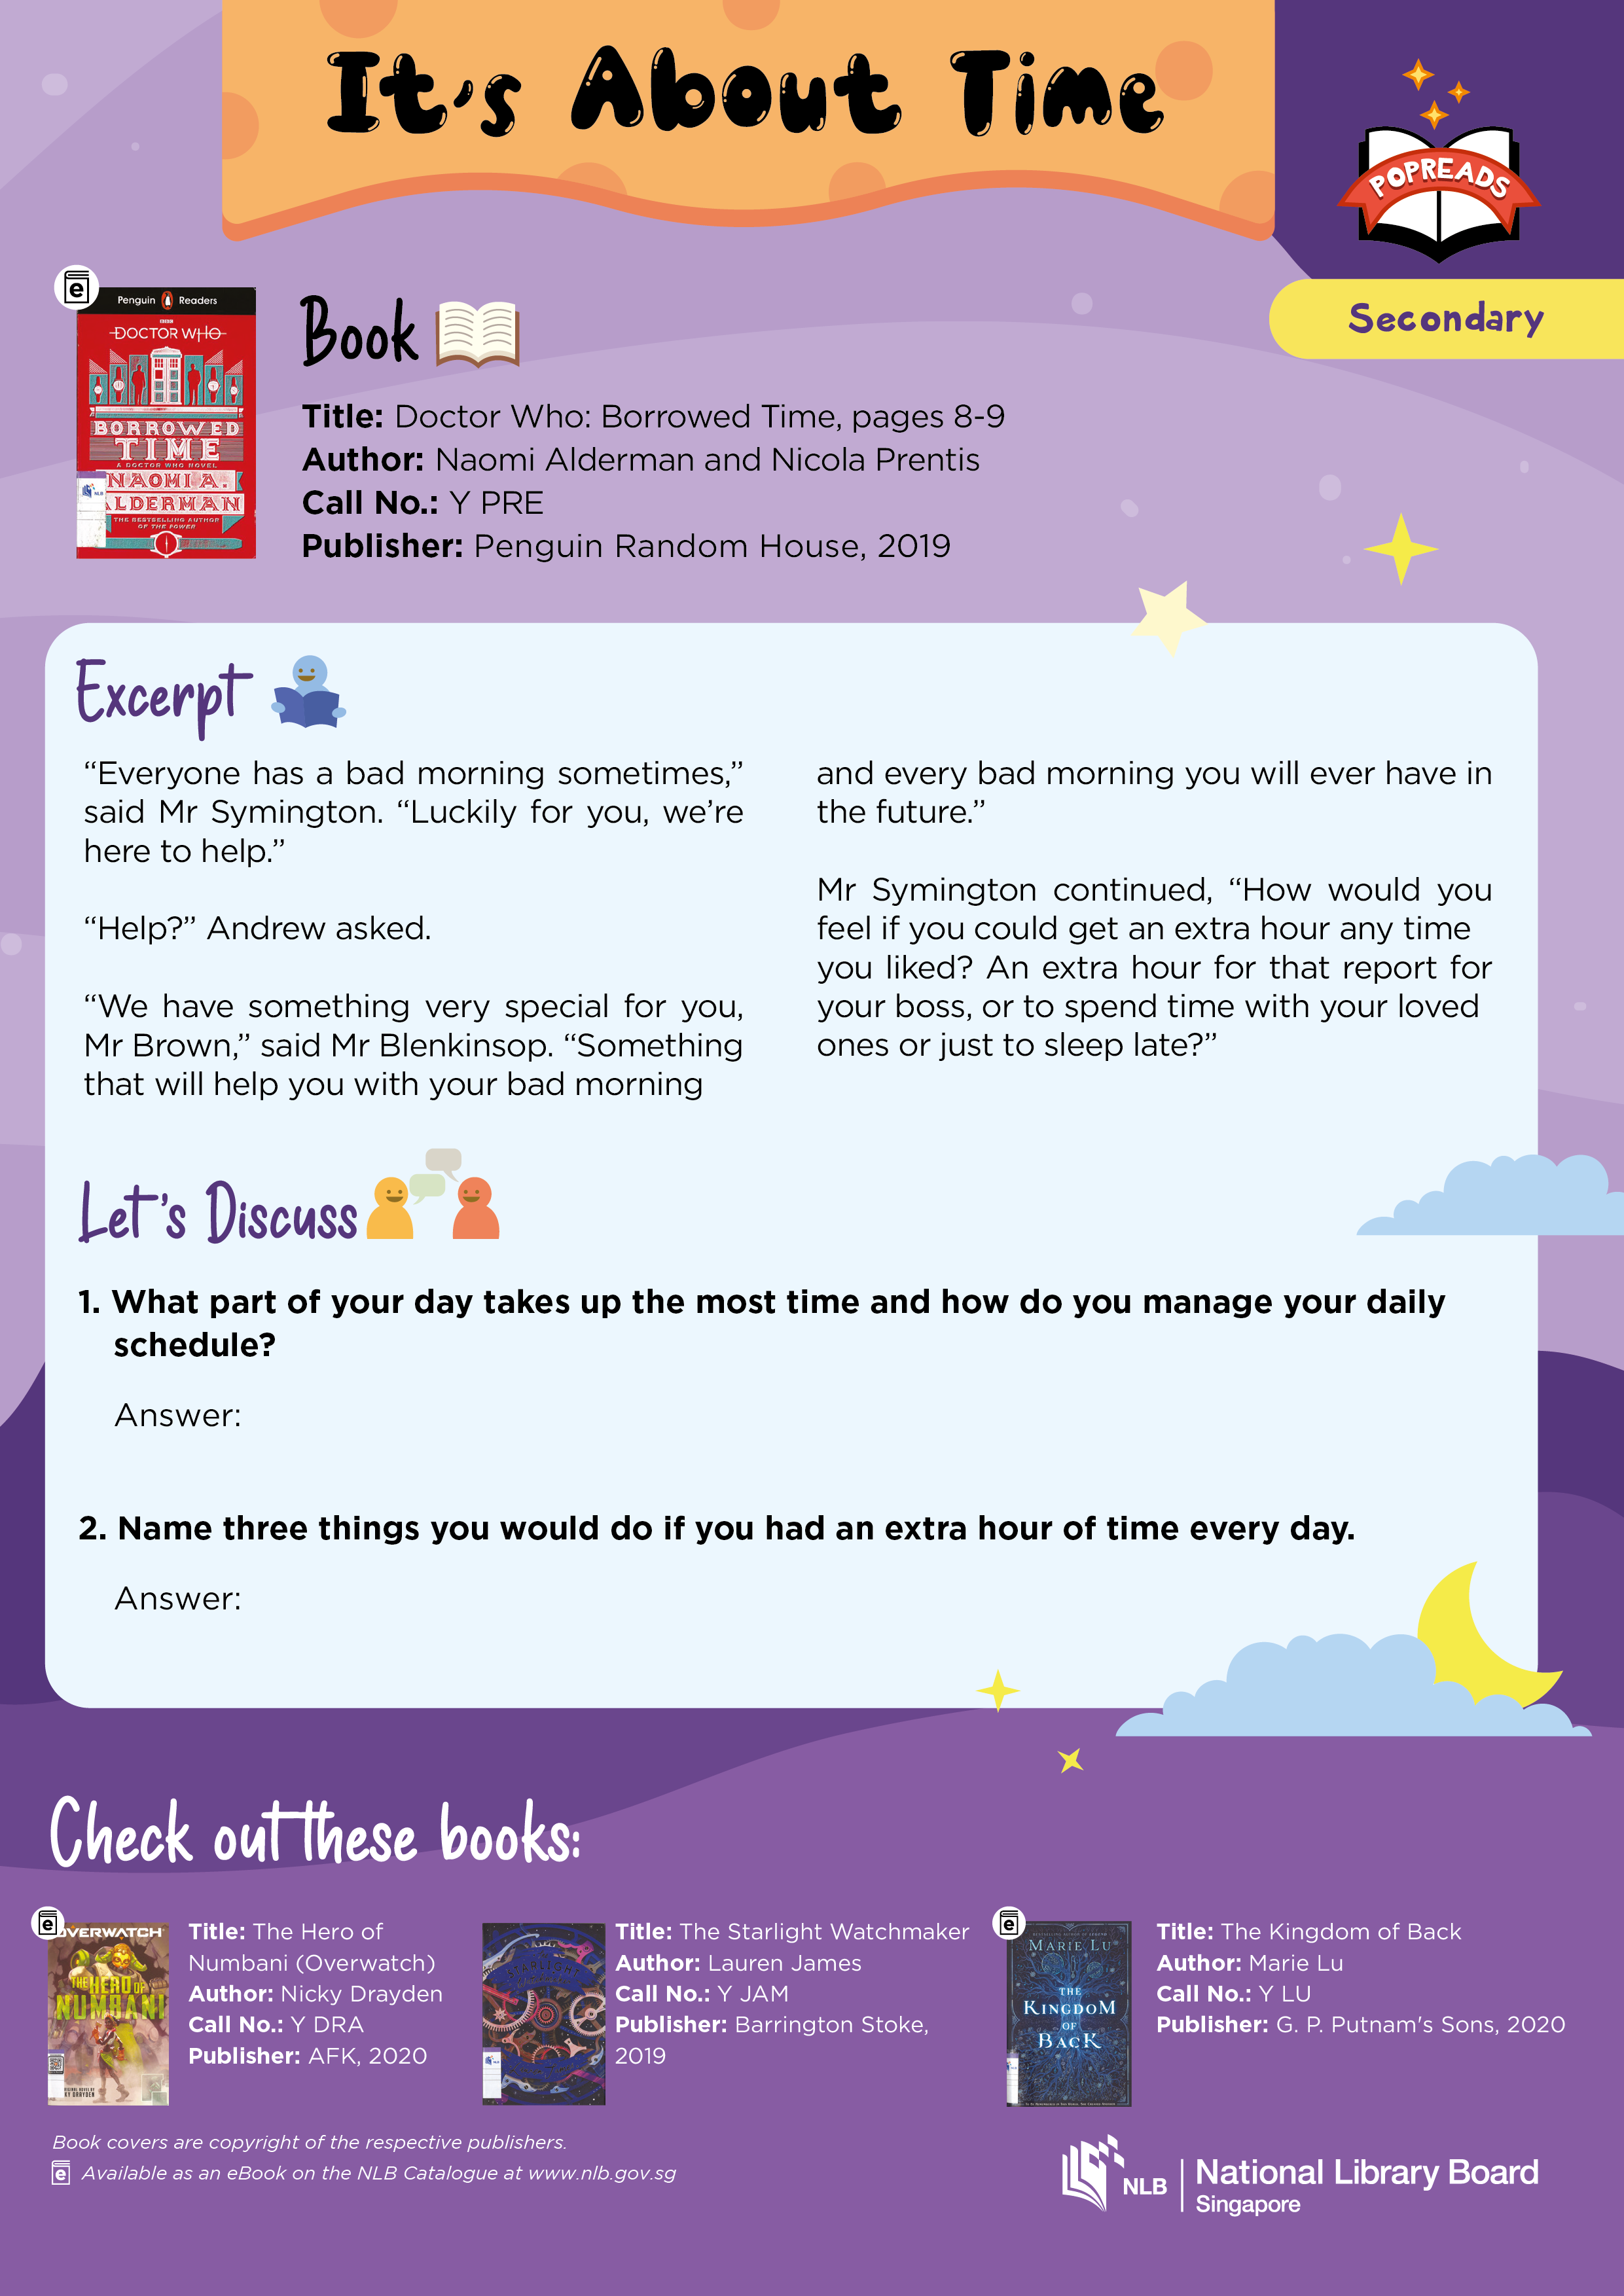 It's About Time
POPREADS
Secondary
e
Penguin Readers
BBC
DOCTOR WHO
BORROWED
TIME
A DOCTOR WHO NOVEL
NAOMI A.
ALDERMAN
THE BESTSELLING AUTHOR
OF THE POWER
NLB
Book
Title: Doctor Who: Borrowed Time, pages 8-9
Author: Naomi Alderman and Nicola Prentis
Call No.: Y PRE
Publisher: Penguin Random House, 2019
Excerpt
“Everyone has a bad morning sometimes,”
said Mr Symington. “Luckily for you, we’re
here to help.”
“Help?” Andrew asked.
“We have something very special for you,
Mr Brown,” said Mr Blenkinsop. “Something
that will help you with your bad morning
and every bad morning you will ever have in
the future.”
Mr Symington continued, “How would you
feel if you could get an extra hour any time
you liked? An extra hour for that report for
your boss, or to spend time with your loved
ones or just to sleep late?”
Let's Discuss
1. What part of your day takes up the most time and how do you manage your daily
schedule?
Answer:
2. Name three things you would do if you had an extra hour of time every day.
Answer:
Check out these books:
e
OVERWATCH
THE HERO OF
NUMBANI
Title: The Hero of
Numbani (Overwatch)
Author: Nicky Drayden
Call No.: Y DRA
Publisher: AFK, 2020
STARLIGHT
Title: The Starlight Watchmaker
Author: Lauren James
Call No.: Y JAM
Publisher: Barrington Stoke,
2019
e
MARIE LU
THE
KINGDOM
OF
BACK
Title: The Kingdom of Back
Author: Marie Lu
Call No.: Y LU
Publisher: G. P. Putnam's Sons, 2020
Book covers are copyright of the respective publishers.
e Available as an eBook on the NLB Catalogue at www.nlb.gov.sg
NLB National Library Board
Singapore